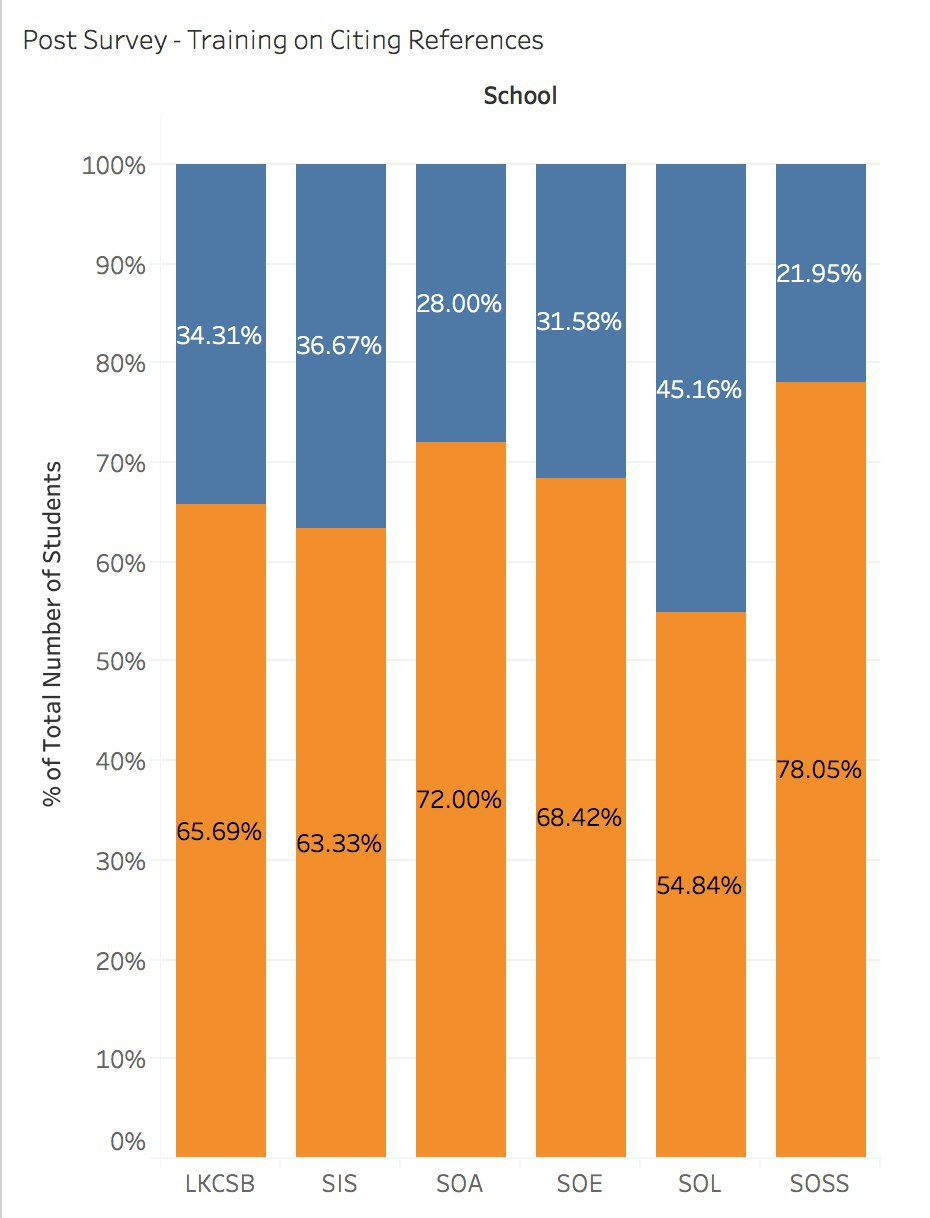 Post Survey - Training on Citing References
School
% of Total Number of Students
100%
90%
80%
70%
60%
50%
40%
30%
20%
10%
0%
34.31% 36.67% 28.00% 31.58% 45.16% 21.95%
65.69% 63.33% 72.00% 68.42% 54.84% 78.05%
LKCSB SIS SOA SOE SOL SOSS